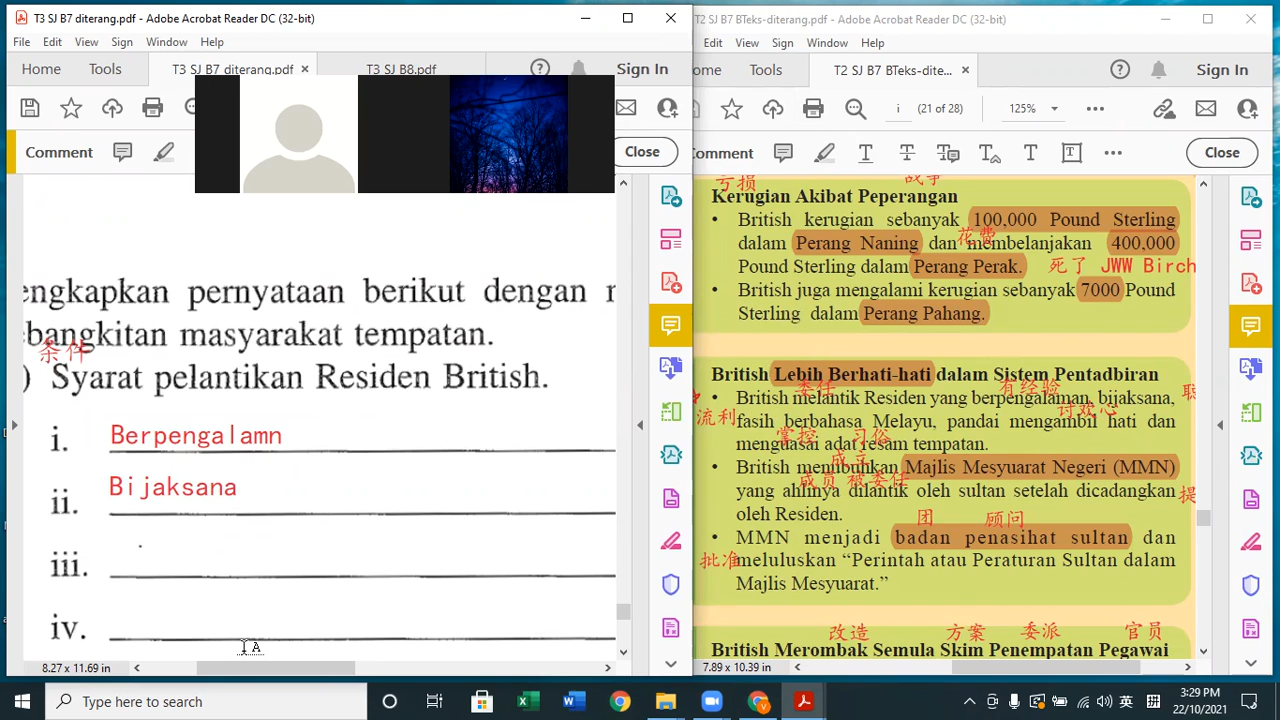 T3 SJ B7 diterang.pdf - Adobe Acrobat Reader DC (32-bit)
File Edit View Sign Window Help
Home Tools T3 SJ B7 diterang.pdf T3 SJ B8.pdf Sign In
Comment Close
engkapkan pernyataan berikut dengan
bangkitan masyarakat tempatan.
条件
) Syarat pelantikan Residen British.
i. Berpengalamn
ii. Bijaksana
iii.
iv.
8.27 x 11.69 in
T2 SJ B7 BTeks-diterang.pdf - Adobe Acrobat Reader DC (32-bit)
Edit View Sign Window Help
ome Tools T2 SJ B7 BTeks-dite... Sign In
i (21 of 28) 125%
Comment Close
亏损 战争
Kerugian Akibat Peperangan
• British kerugian sebanyak 100,000 Pound Sterling
花费
dalam Perang Naning dan membelanjakan 400,000
Pound Sterling dalam Perang Perak. 死了 JWW Birch
• British juga mengalami kerugian sebanyak 7000 Pound
Sterling dalam Perang Pahang.
British Lebih Berhati-hati dalam Sistem Pentadbiran
委任 有经验
• British melantik Residen yang berpengalaman, bijaksana,
流利 讨欢心
fasih berbahasa Melayu, pandai mengambil hati dan
掌控 习俗
menguasai adat resam tempatan.
成立
• British menubuhkan Majlis Mesyuarat Negeri (MMN)
成员 被委任
yang ahlinya dilantik oleh sultan setelah dicadangkan 提
oleh Residen.
团 顾问
• MMN menjadi badan penasihat sultan dan
批准
meluluskan “Perintah atau Peraturan Sultan dalam
Majlis Mesyuarat.”
改造 方案 委派 官员
British Merombak Semula Skim Penempatan Pegawai
7.89 x 10.39 in
Type here to search
英 拼
3:29 PM
22/10/2021